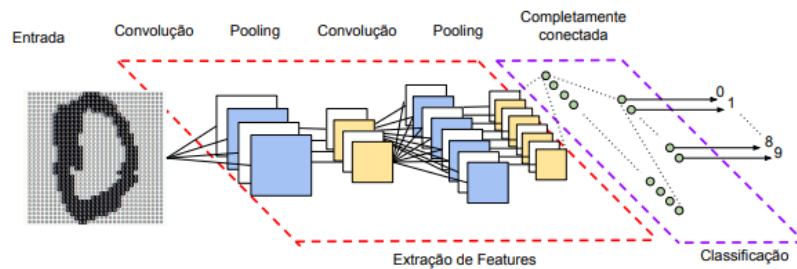 Entrada
Convolução
Pooling
Convolução
Pooling
Completamente
conectada
0
1
8
9
Extração de Features
Classificação